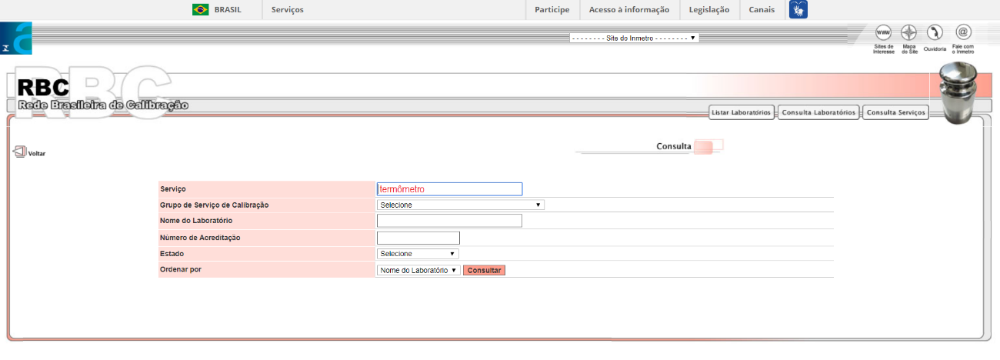 BRASIL Serviços Participe Acesso à informação Legislação Canais
- - - - - - - - Site do Inmetro - - - - - - - -
www
@
Sites de Interesse
Mapa do Site
Ouvidoria
Fale com o Inmetro
RBC
Rede Brasileira de Calibração
Listar Laboratórios Consulta Laboratórios Consulta Serviços
Voltar
Consulta
Serviço termômetro
Grupo de Serviço de Calibração Selecione
Nome do Laboratório
Número de Acreditação
Estado Selecione
Ordenar por Nome do Laboratório Consultar